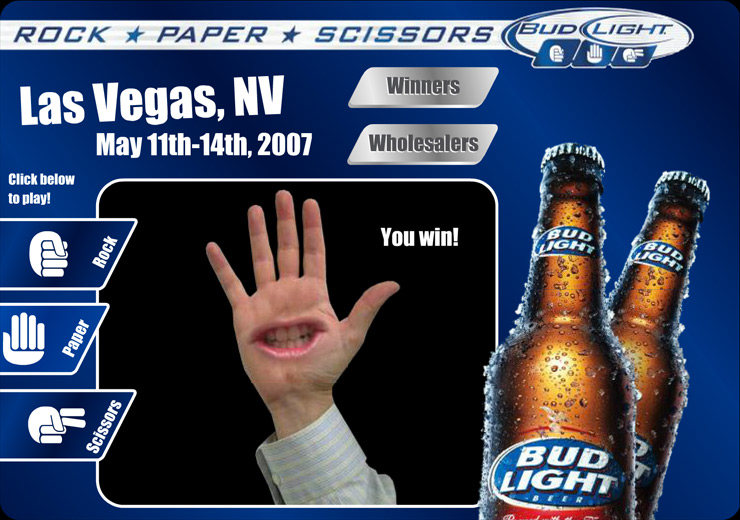 ROCK ★ PAPER ★ SCISSORS
BUD LIGHT
Las Vegas, NV
May 11th-14th, 2007
Winners
Wholesalers
Click below
to play!
Rock
Paper
Scissors
You win!
BUD
LIGHT
BUD
LIGHT
BUD
LIGHT
BEER